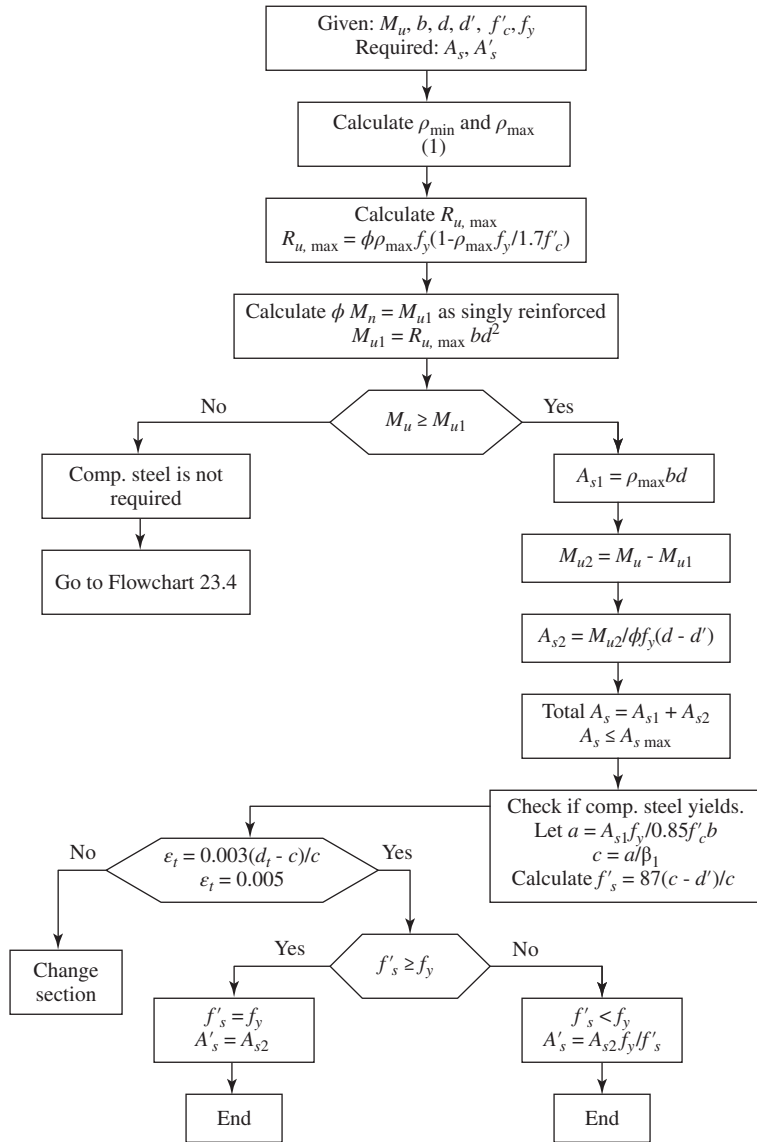 Given: M_u, b, d, d′, f′_c, f_y
Required: A_s, A′_s
Calculate ρ_min and ρ_max
(1)
Calculate R_u, max
R_u, max = ϕρ_max f_y(1-ρ_max f_y/1.7f′_c)
Calculate ϕ M_n = M_u1 as singly reinforced
M_u1 = R_u, max bd²
No
M_u ≥ M_u1
Yes
Comp. steel is not
required
Go to Flowchart 23.4
A_s1 = ρ_max bd
M_u2 = M_u - M_u1
A_s2 = M_u2/ϕf_y(d - d′)
Total A_s = A_s1 + A_s2
A_s ≤ A_s max
Check if comp. steel yields.
Let a = A_s1 f_y/0.85f′_c b
c = a/β_1
Calculate f′_s = 87(c - d′)/c
No
ε_t = 0.003(d_t - c)/c
ε_t = 0.005
Yes
Change
section
Yes
f′_s ≥ f_y
No
f′_s = f_y
A′_s = A_s2
End
f′_s < f_y
A′_s = A_s2 f_y/f′_s
End